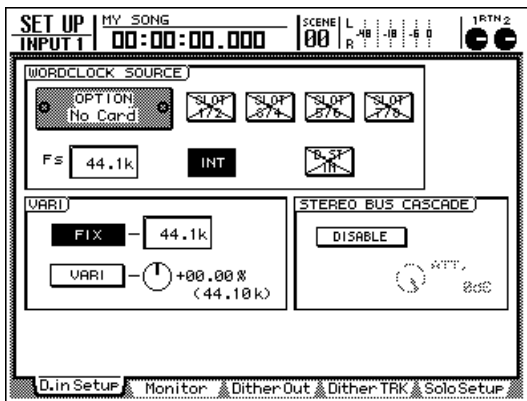 SET UP
INPUT 1
MY SONG
00:00:00.000
SCENE
00
L
R
-48 -18 -6 0
1 RTN 2
WORDCLOCK SOURCE
OPTION
No Card
SLOT
1/2
SLOT
3/4
SLOT
5/6
SLOT
7/8
Fs 44.1k
INT
D.ST
IN
VARI
FIX
44.1k
VARI
+00.00%
(44.10k)
STEREO BUS CASCADE
DISABLE
ATT.
0dB
D.in Setup
Monitor
Dither Out
Dither TRK
Solo Setup